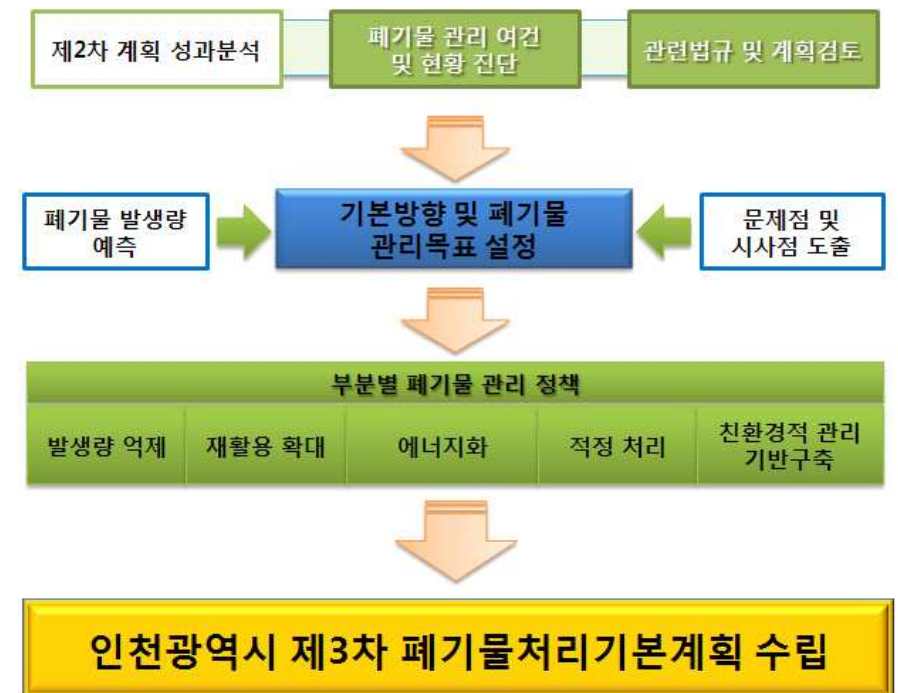 제2차 계획 성과분석
폐기물 관리 여건
및 현황 진단
관련법규 및 계획검토
폐기물 발생량
예측
기본방향 및 폐기물
관리목표 설정
문제점 및
시사점 도출
부분별 폐기물 관리 정책
발생량 억제
재활용 확대
에너지화
적정 처리
친환경적 관리
기반구축
인천광역시 제3차 폐기물처리기본계획 수립